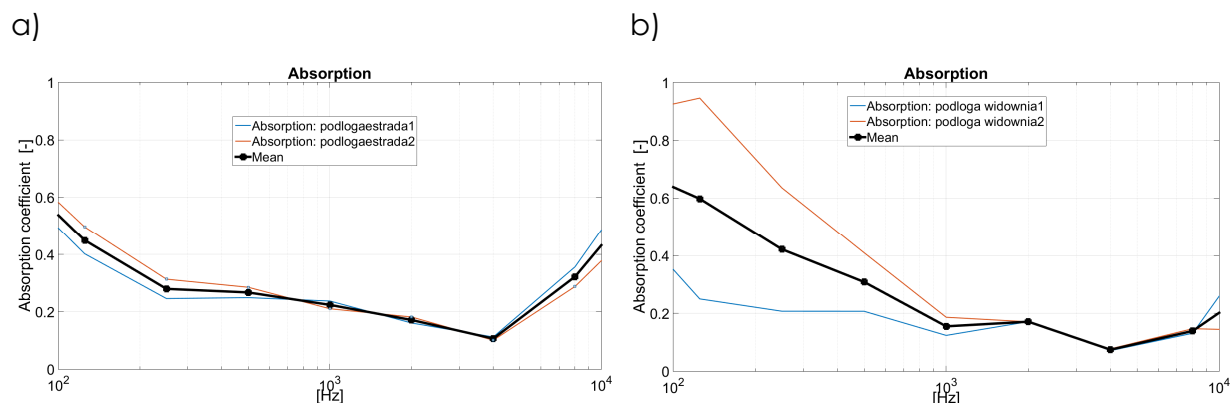 a)
Absorption
Absorption coefficient [-]
1
0.8
0.6
0.4
0.2
0
Absorption: podlogaestrada1
Absorption: podlogaestrada2
Mean
10^2
10^3
10^4
[Hz]
b)
Absorption
Absorption coefficient [-]
1
0.8
0.6
0.4
0.2
0
Absorption: podloga widownia1
Absorption: podloga widownia2
Mean
10^2
10^3
10^4
[Hz]